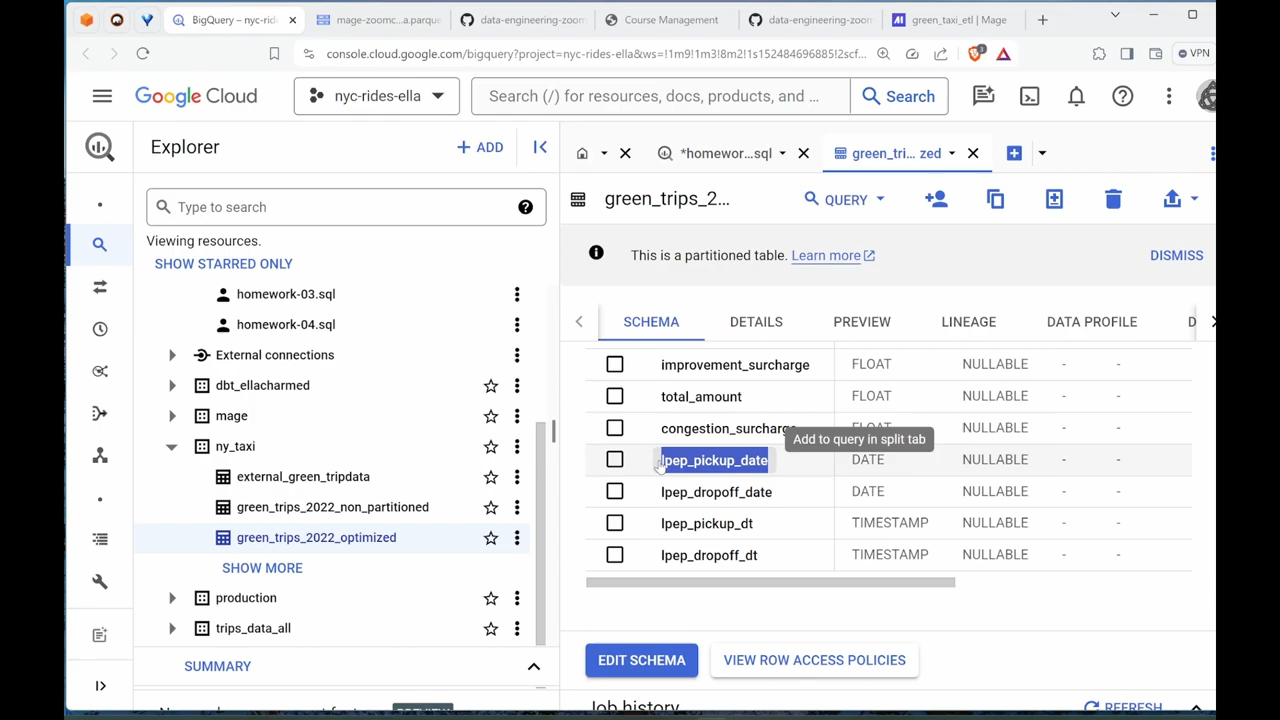 BigQuery – nyc-rides
mage-zoomc...a.parque
data-engineering-zoom
Course Management
data-engineering-zoom
green_taxi_etl | Mage
console.cloud.google.com/bigquery?project=nyc-rides-ella&ws=!1m9!1m3!8m2!1s152484696885!2scf...
VPN
Google Cloud
nyc-rides-ella
Search (/) for resources, docs, products, and ...
Search
Explorer
+ ADD
*homewor...sql
green_tri... zed
Type to search
green_trips_2...
QUERY
Viewing resources.
SHOW STARRED ONLY
This is a partitioned table. Learn more
DISMISS
homework-03.sql
homework-04.sql
External connections
dbt_ellacharmed
mage
ny_taxi
external_green_tripdata
green_trips_2022_non_partitioned
green_trips_2022_optimized
SHOW MORE
production
trips_data_all
SUMMARY
SCHEMA
DETAILS
PREVIEW
LINEAGE
DATA PROFILE
D
improvement_surcharge FLOAT NULLABLE - -
total_amount FLOAT NULLABLE - -
congestion_surcharge FLOAT NULLABLE - -
Add to query in split tab
lpep_pickup_date DATE NULLABLE - -
lpep_dropoff_date DATE NULLABLE - -
lpep_pickup_dt TIMESTAMP NULLABLE - -
lpep_dropoff_dt TIMESTAMP NULLABLE - -
EDIT SCHEMA
VIEW ROW ACCESS POLICIES
Job history
REFRESH